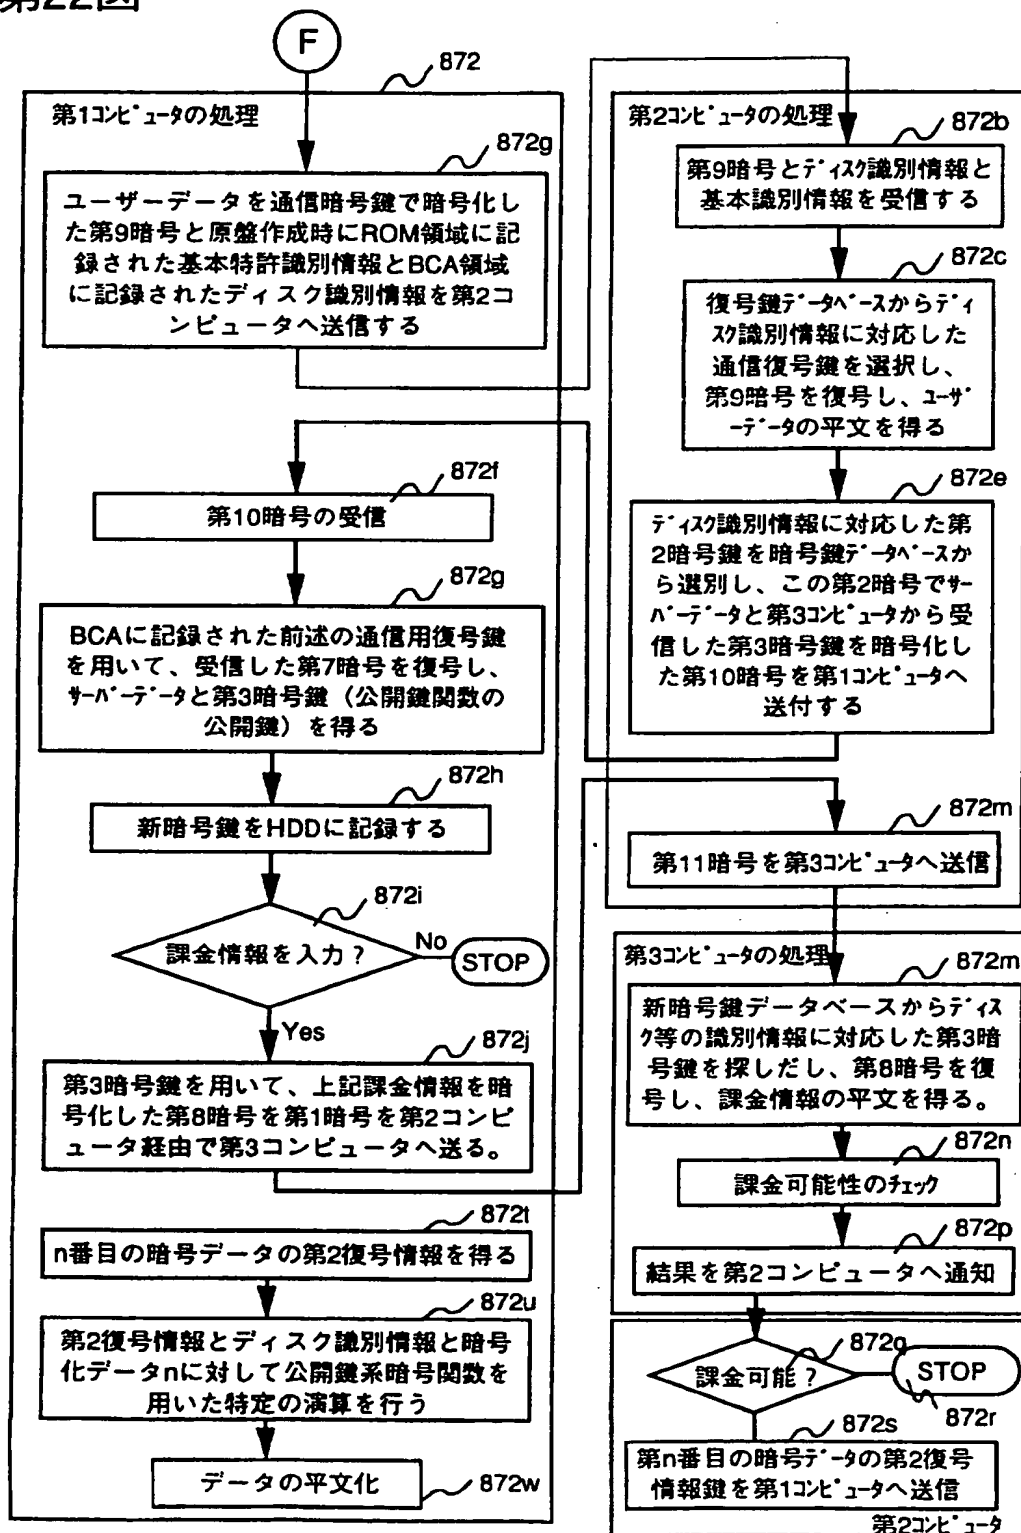 第22図
F
872
第1コンピュータの処理
872g
ユーザーデータを通信暗号鍵で暗号化し
た第9暗号と原盤作成時にROM領域に記
録された基本特許識別情報とBCA領域
に記録されたディスク識別情報を第2コ
ンピュータへ送信する
872f
第10暗号の受信
872g
BCAに記録された前述の通信用復号鍵
を用いて、受信した第7暗号を復号し、
サーバーデータと第3暗号鍵（公開鍵関数の
公開鍵）を得る
872h
新暗号鍵をHDDに記録する
872i
課金情報を入力？
No
STOP
Yes
872j
第3暗号鍵を用いて、上記課金情報を暗
号化した第8暗号を第1暗号を第2コンピ
ュータ経由で第3コンピュータへ送る。
872t
n番目の暗号データの第2復号情報を得る
872u
第2復号情報とディスク識別情報と暗号
化データnに対して公開鍵系暗号関数を
用いた特定の演算を行う
データの平文化
872w
第2コンピュータの処理
872b
第9暗号とディスク識別情報と
基本識別情報を受信する
872c
復号鍵データベースからディ
スク識別情報に対応した
通信復号鍵を選択し、
第9暗号を復号し、ユーザ
ーデータの平文を得る
872e
ディスク識別情報に対応した第
2暗号鍵を暗号鍵データベースか
ら選別し、この第2暗号でサー
バーデータと第3コンピュータから受
信した第3暗号鍵を暗号化し
た第10暗号を第1コンピュータへ
送付する
872m
第11暗号を第3コンピュータへ送信
第3コンピュータの処理
872m
新暗号鍵データベースからディス
ク等の識別情報に対応した第3暗
号鍵を探しだし、第8暗号を復
号し、課金情報の平文を得る。
872n
課金可能性のチェック
872p
結果を第2コンピュータへ通知
872q
課金可能？
STOP
872r
872s
第n番目の暗号データの第2復号
情報鍵を第1コンピュータへ送信
第2コンピュータ